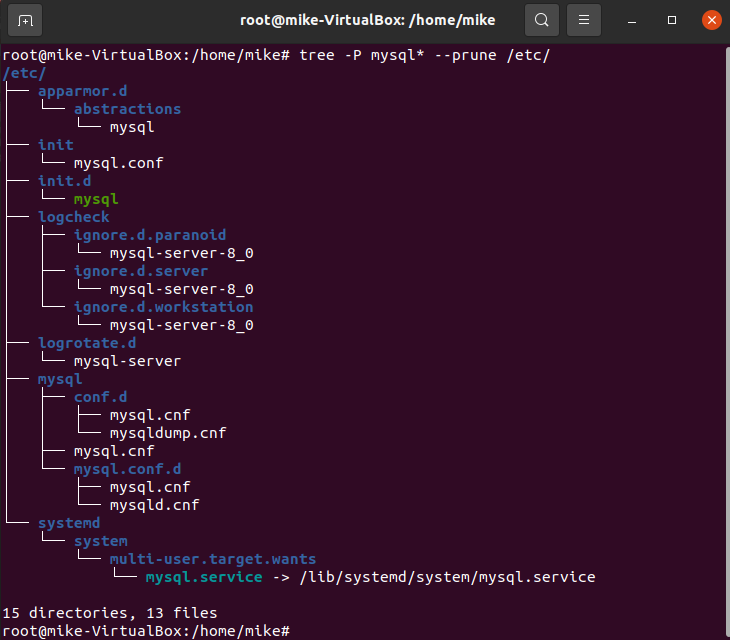 root@mike-VirtualBox: /home/mike
root@mike-VirtualBox:/home/mike# tree -P mysql* --prune /etc/
/etc/
├── apparmor.d
│   └── abstractions
│       └── mysql
├── init
│   └── mysql.conf
├── init.d
│   └── mysql
├── logcheck
│   ├── ignore.d.paranoid
│   │   └── mysql-server-8_0
│   ├── ignore.d.server
│   │   └── mysql-server-8_0
│   └── ignore.d.workstation
│       └── mysql-server-8_0
├── logrotate.d
│   └── mysql-server
├── mysql
│   ├── conf.d
│   │   ├── mysql.cnf
│   │   └── mysqldump.cnf
│   ├── mysql.cnf
│   └── mysql.conf.d
│       ├── mysql.cnf
│       └── mysqld.cnf
└── systemd
    └── system
        └── multi-user.target.wants
            └── mysql.service -> /lib/systemd/system/mysql.service
15 directories, 13 files
root@mike-VirtualBox:/home/mike#